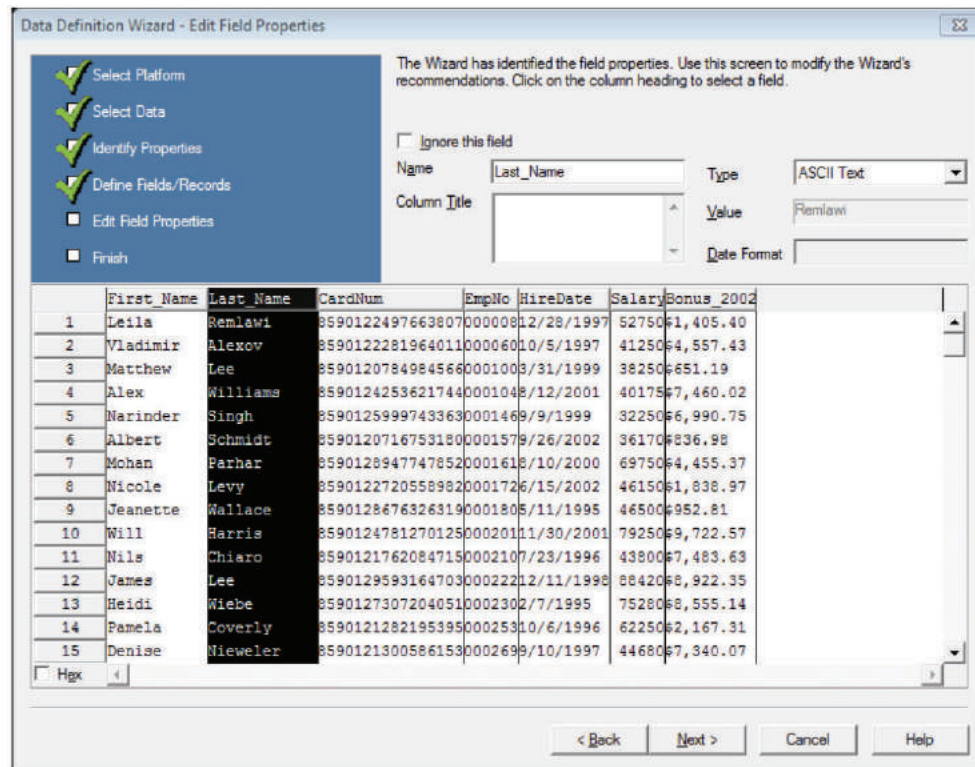 Data Definition Wizard - Edit Field Properties
Select Platform
Select Data
Identify Properties
Define Fields/Records
Edit Field Properties
Finish
The Wizard has identified the field properties. Use this screen to modify the Wizard's
recommendations. Click on the column heading to select a field.
Ignore this field
Name Last_Name Type ASCII Text
Column Title Value Remlawi
Date Format
First_Name Last_Name CardNum EmpNo HireDate Salary Bonus_2002
1 Leila Remlawi 8590122497663807 000008 12/28/1997 52750 $1,405.40
2 Vladimir Alexov 8590122281964011 000060 10/5/1997 41250 $4,557.43
3 Matthew Lee 8590120784984566 000100 3/31/1999 38250 $651.19
4 Alex Williams 8590124253621744 000104 8/12/2001 40175 $7,460.02
5 Narinder Singh 8590125999743363 000146 9/9/1999 32250 $6,990.75
6 Albert Schmidt 8590120716753180 000157 9/26/2002 36170 $836.98
7 Mohan Parhar 8590128947747852 000161 8/10/2000 69750 $4,455.37
8 Nicole Levy 8590122720558982 000172 6/15/2002 46150 $1,838.97
9 Jeanette Wallace 8590128676326319 000180 5/11/1995 46500 $952.81
10 Will Harris 8590124781270125 000201 11/30/2001 79250 $9,722.57
11 Nils Chiaro 8590121762084715 000210 7/23/1996 43800 $7,483.63
12 James Lee 8590129593164703 000222 12/11/1998 88420 $8,922.35
13 Heidi Wiebe 8590127307204051 000230 2/7/1995 75280 $8,555.14
14 Pamela Coverly 8590121282195395 000253 10/6/1996 62250 $2,167.31
15 Denise Nieweler 8590121300586153 000269 9/10/1997 44680 $7,340.07
Hex
< Back Next > Cancel Help